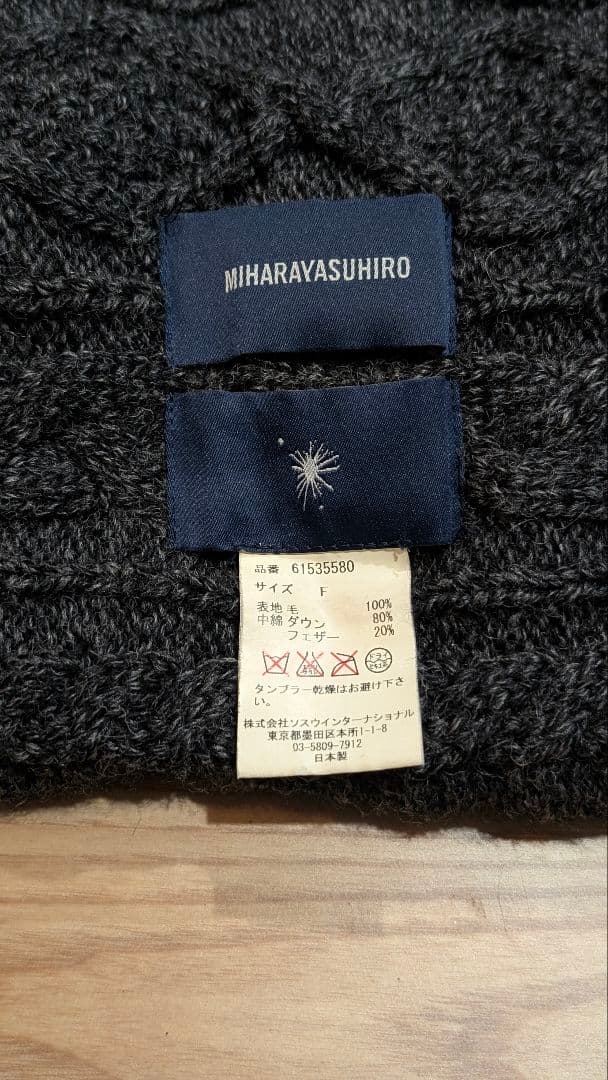 MIHARAYASUHIRO
品番 61535580
サイズ F
表地 毛 100%
中綿 ダウン 80%
フェザー 20%
ドライ
タンブラー乾燥はお避け下さ
い。
株式会社ソスウインターナショナル
東京都墨田区本所1-1-8
03-5809-7912
日本製